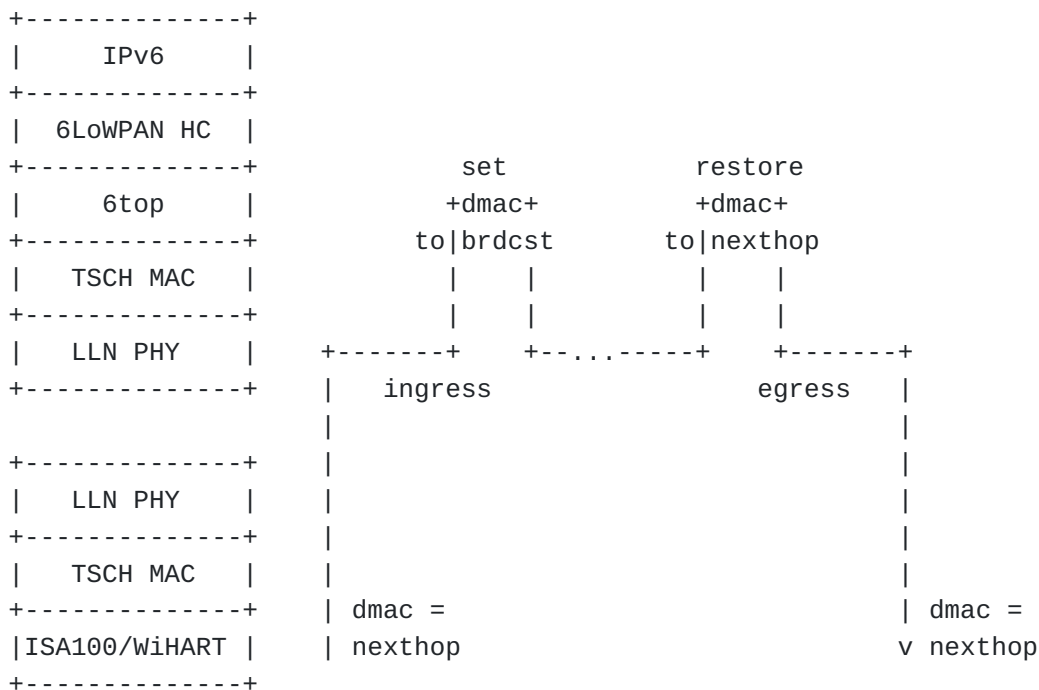 +--------------+
|     IPv6     |
+--------------+
|  6LoWPAN HC  |
+--------------+             set            restore
|     6top     |            +dmac+          +dmac+
+--------------+          to|brdcst       to|nexthop
|   TSCH MAC   |            |    |          |    |
+--------------+            |    |          |    |
|   LLN PHY    |    +-------+    +--...-----+    +-------+
+--------------+    |   ingress                 egress   |
                    |                                    |
+--------------+    |                                    |
|   LLN PHY    |    |                                    |
+--------------+    |                                    |
|   TSCH MAC   |    |                                    |
+--------------+    | dmac =                             | dmac =
|ISA100/WiHART |    | nexthop                            v nexthop
+--------------+